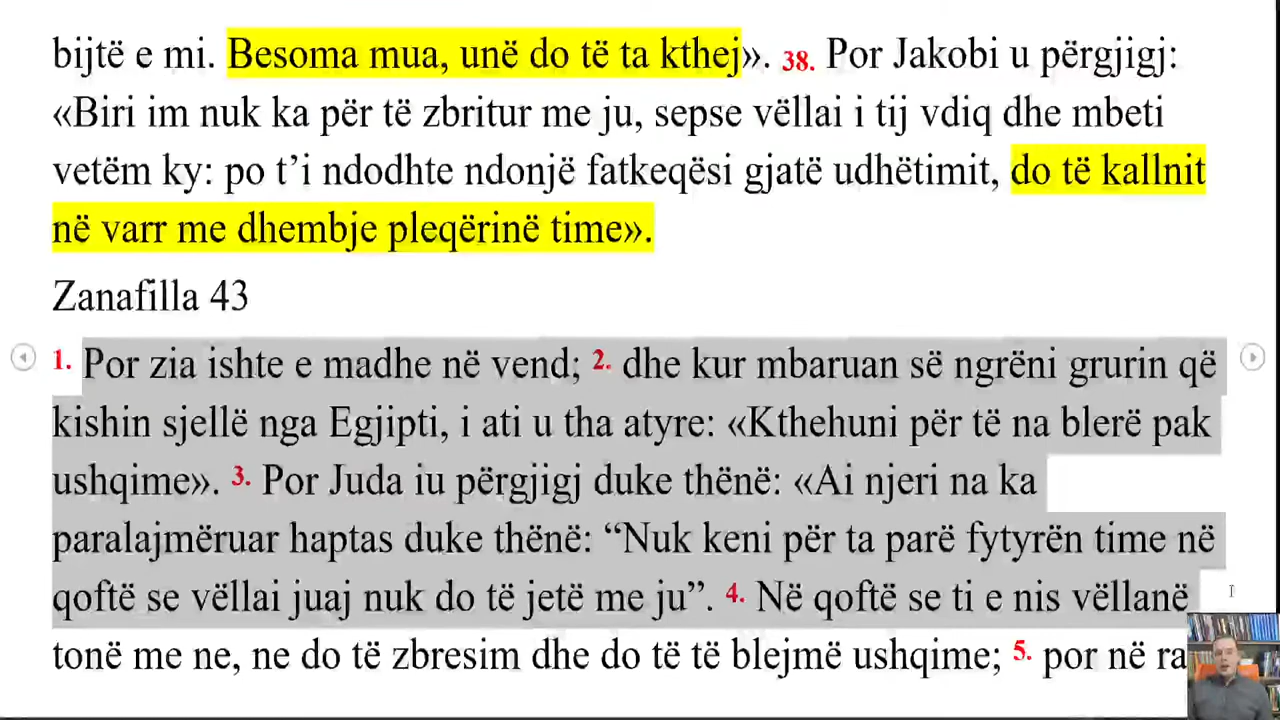 bijtë e mi. Besoma mua, unë do të ta kthej». 38. Por Jakobi u përgjigj:
«Biri im nuk ka për të zbritur me ju, sepse vëllai i tij vdiq dhe mbeti
vetëm ky: po t’i ndodhte ndonjë fatkeqësi gjatë udhëtimit, do të kallnit
në varr me dhembje pleqërinë time».
Zanafilla 43
1. Por zia ishte e madhe në vend; 2. dhe kur mbaruan së ngrëni grurin që
kishin sjellë nga Egjipti, i ati u tha atyre: «Kthehuni për të na blerë pak
ushqime». 3. Por Juda iu përgjigj duke thënë: «Ai njeri na ka
paralajmëruar haptas duke thënë: “Nuk keni për ta parë fytyrën time në
qoftë se vëllai juaj nuk do të jetë me ju”. 4. Në qoftë se ti e nis vëllanë
tonë me ne, ne do të zbresim dhe do të të blejmë ushqime; 5. por në ra